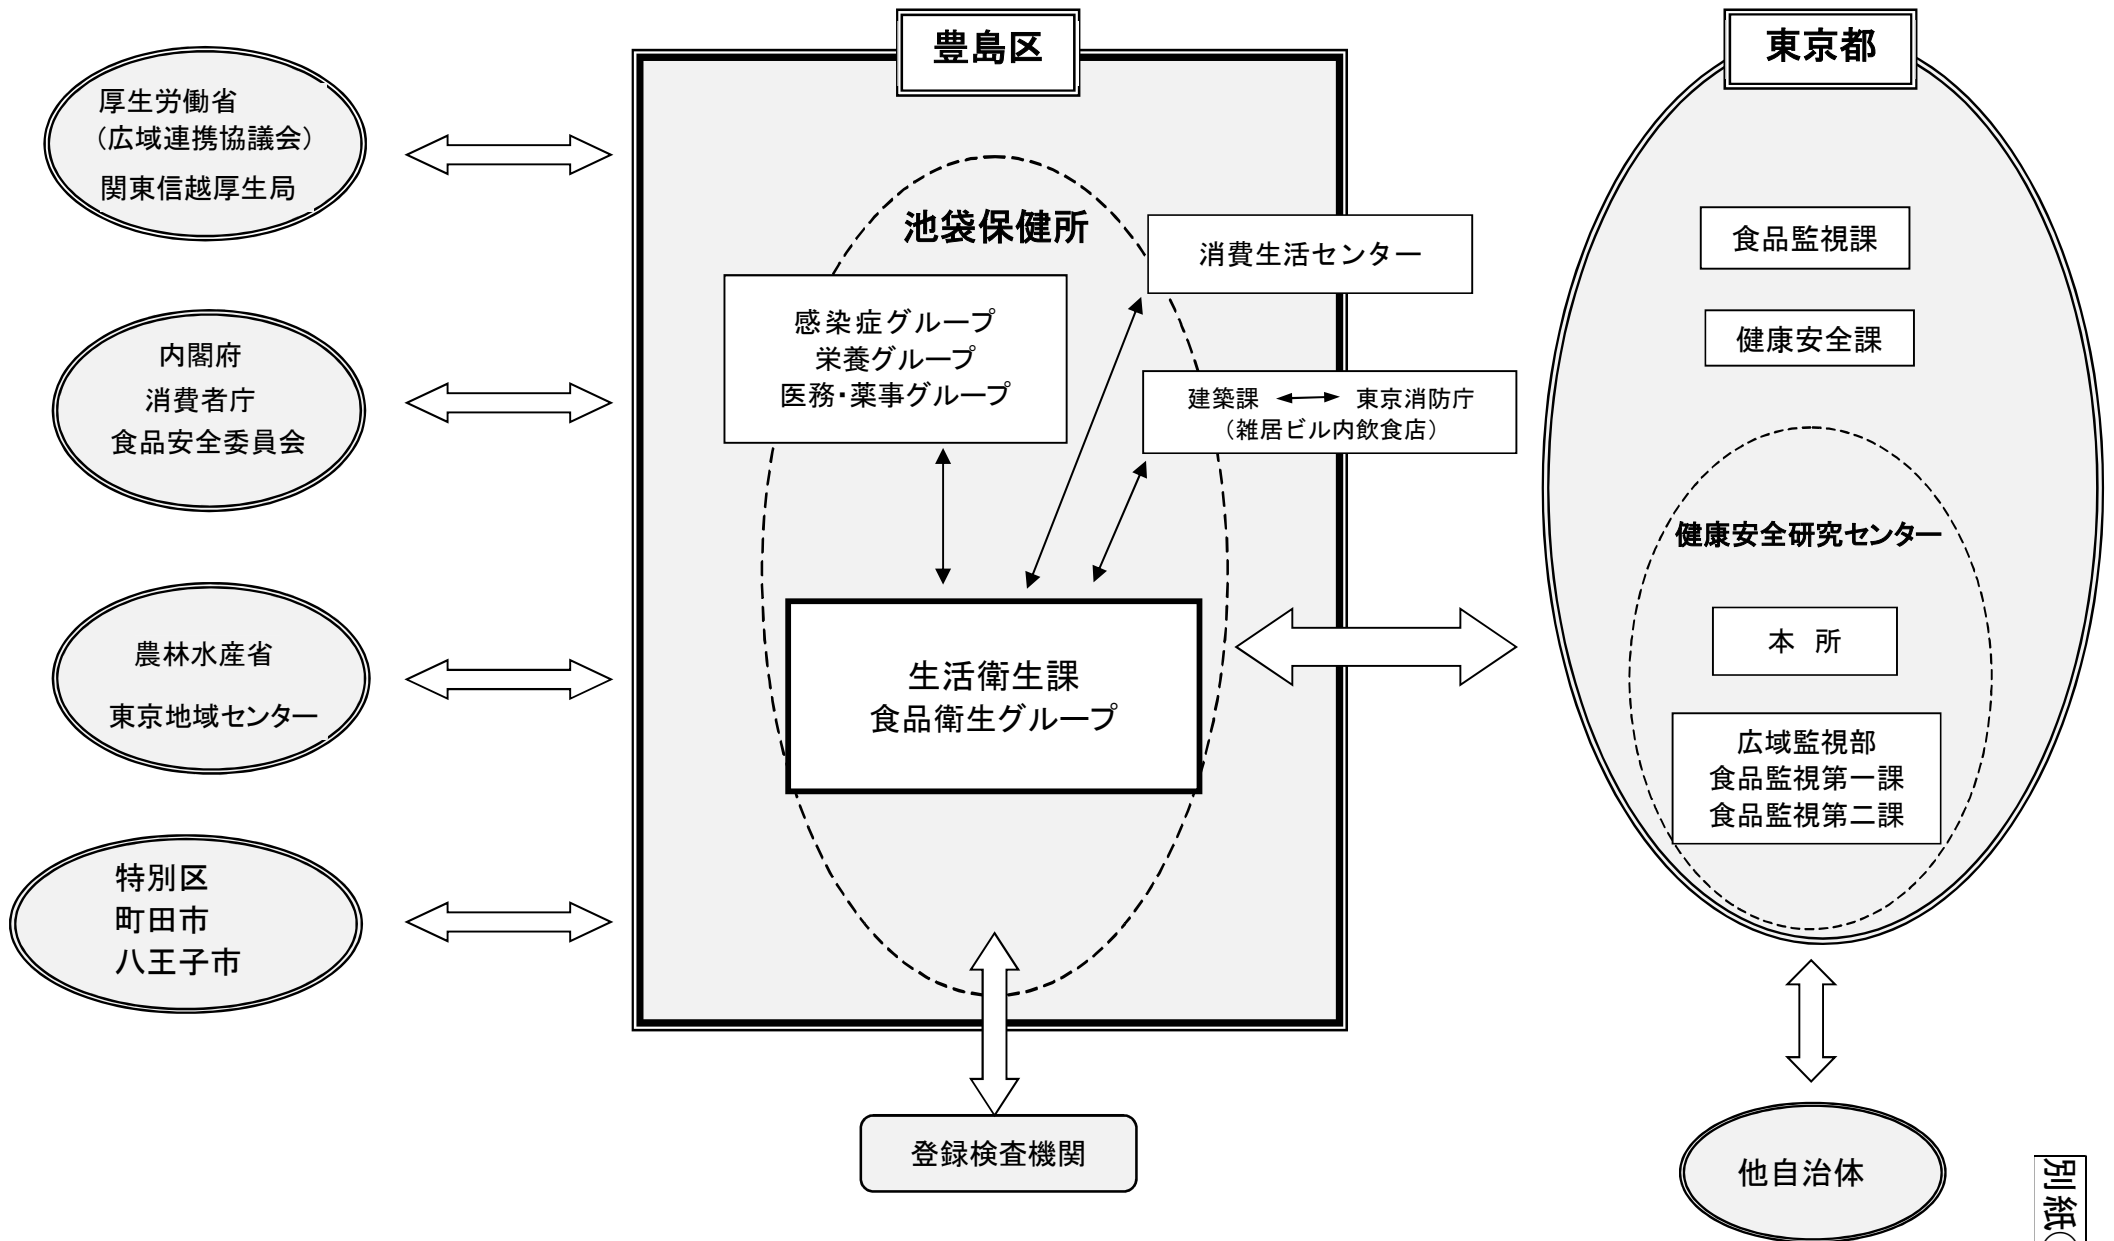 厚生労働省
（広域連携協議会）
関東信越厚生局
内閣府
消費者庁
食品安全委員会
農林水産省
東京地域センター
特別区
町田市
八王子市
豊島区
池袋保健所
感染症グループ
栄養グループ
医務・薬事グループ
消費生活センター
建築課 東京消防庁
（雑居ビル内飲食店）
生活衛生課
食品衛生グループ
登録検査機関
東京都
食品監視課
健康安全課
健康安全研究センター
本 所
広域監視部
食品監視第一課
食品監視第二課
他自治体
別紙